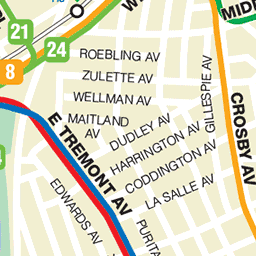 MID
21
24
8
ROEBLING AV
ZULETTE AV
WELLMAN AV
MAITLAND
AV
DUDLEY AV
HARRINGTON AV
CODDINGTON AV
LA SALLE AV
GILLESPIE AV
CROSBY AV
E TREMONT AV
EDWARDS AV
PURITA